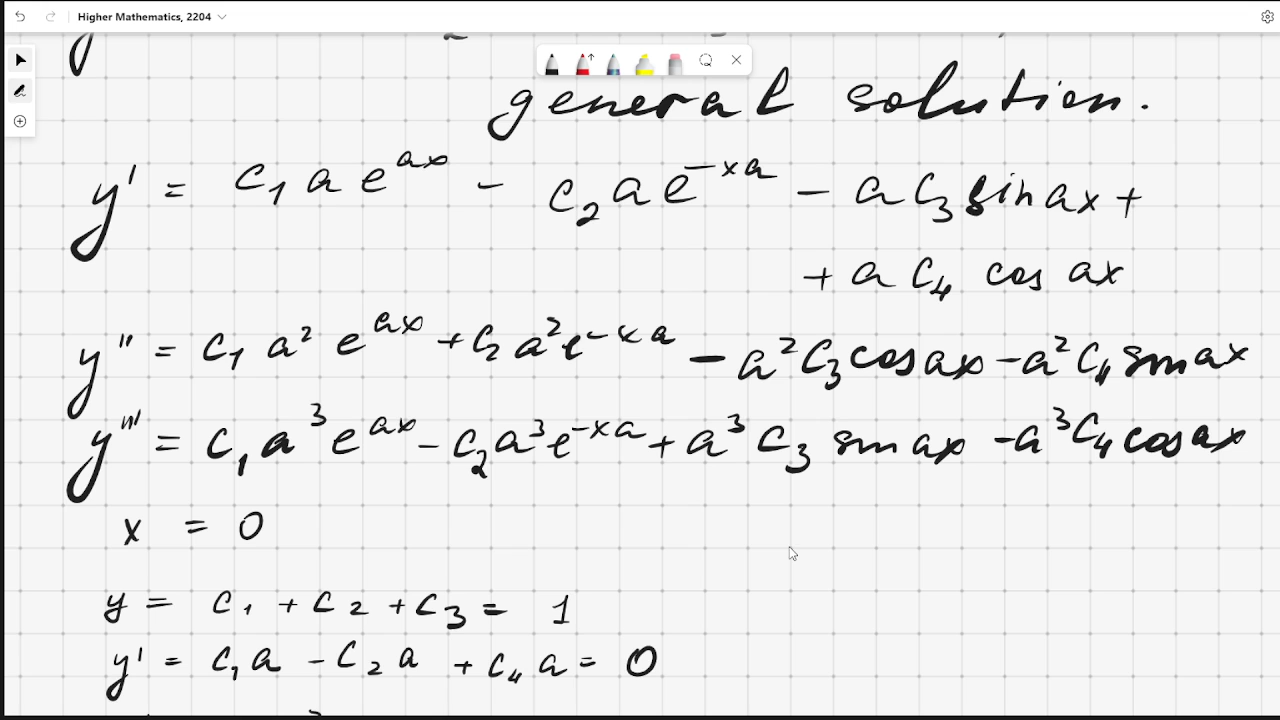 Higher Mathematics, 2204
general solution.
y' = c₁ a e^{ax} - c₂ a e^{-xa} - a c₃ sin ax +
+ a c₄ cos ax
y'' = c₁ a² e^{ax} + c₂ a² e^{-xa} - a² c₃ cos ax - a² c₄ sin ax
y''' = c₁ a³ e^{ax} - c₂ a³ e^{-xa} + a³ c₃ sin ax - a³ c₄ cos ax
x = 0
y = c₁ + c₂ + c₃ = 1
y' = c₁ a - c₂ a + c₄ a = 0